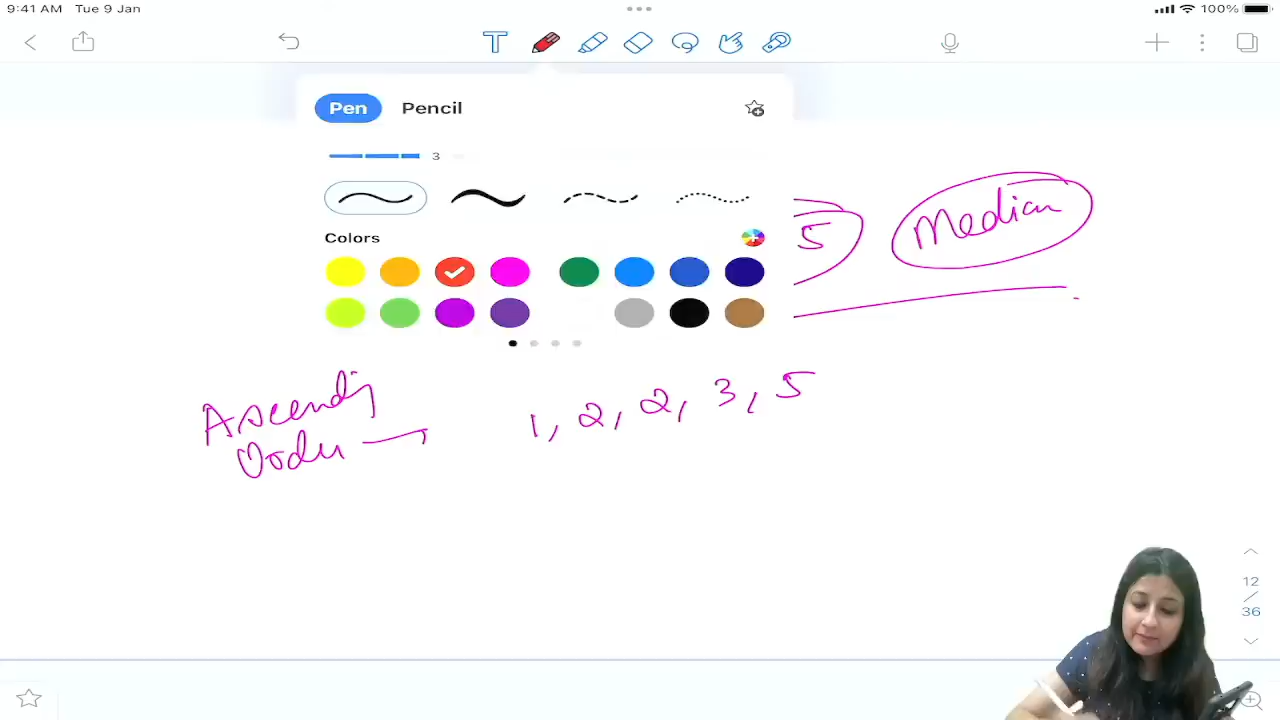 9:41 AM Tue 9 Jan
100%
T
Pen Pencil
3
Colors
5 Median
Ascending
Order → 1, 2, 2, 3, 5
12
36